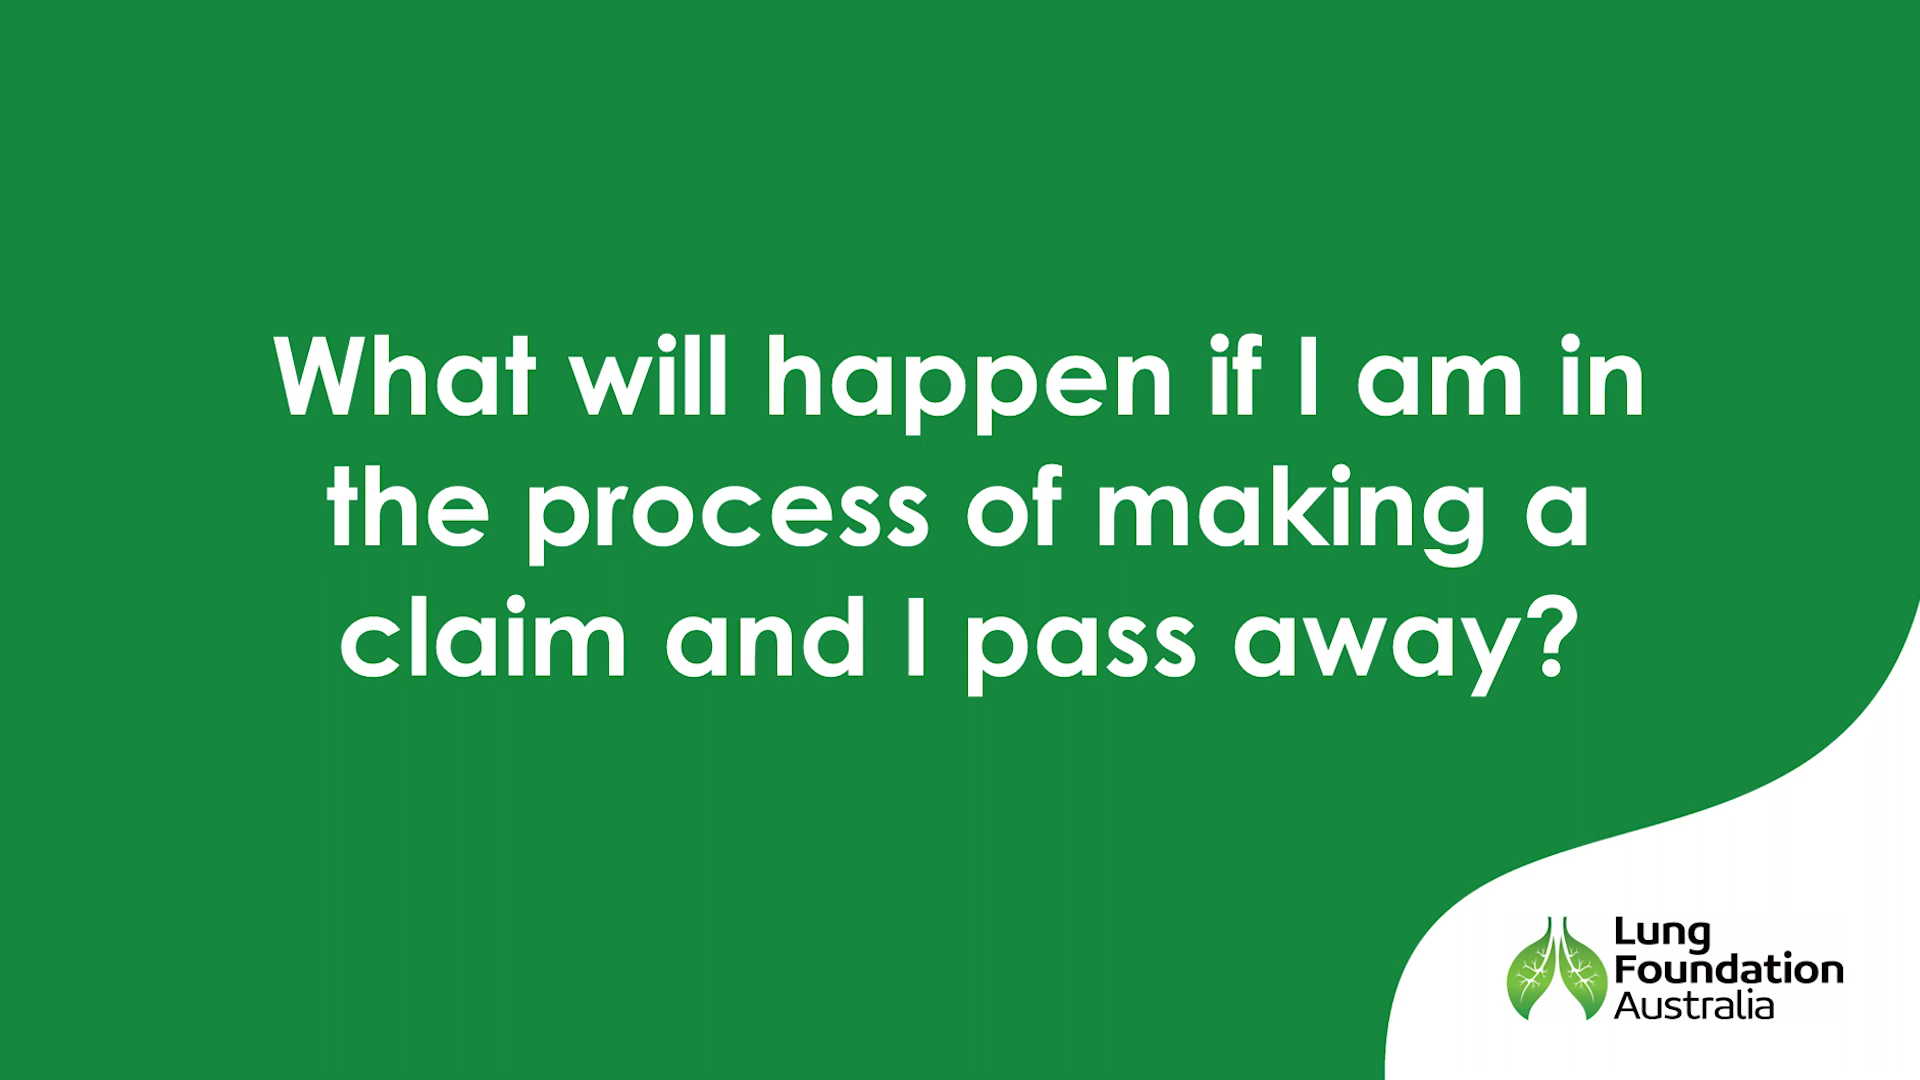 What will happen if I am in
the process of making a
claim and I pass away?
Lung
Foundation
Australia